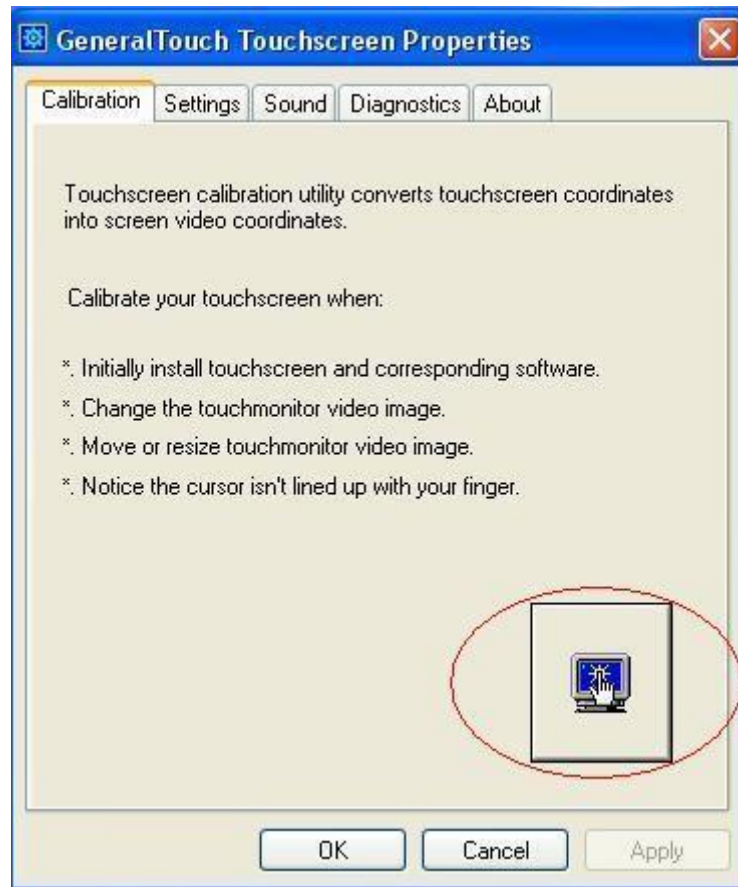 GeneralTouch Touchscreen Properties
Calibration Settings Sound Diagnostics About
Touchscreen calibration utility converts touchscreen coordinates
into screen video coordinates.
Calibrate your touchscreen when:
*. Initially install touchscreen and corresponding software.
*. Change the touchmonitor video image.
*. Move or resize touchmonitor video image.
*. Notice the cursor isn't lined up with your finger.
OK Cancel Apply